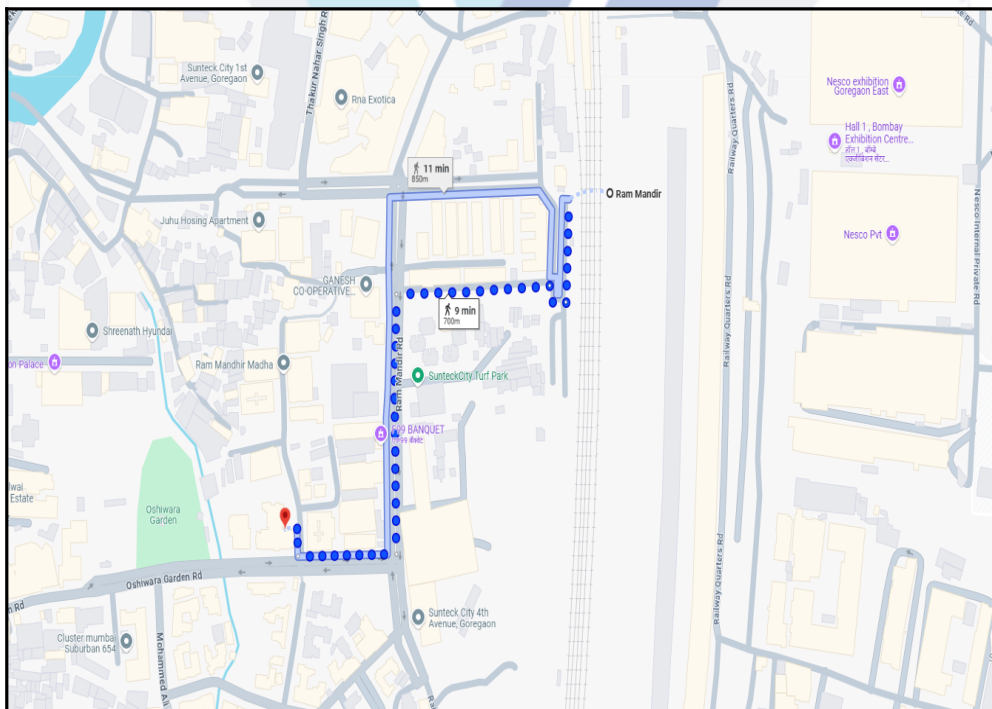 Sunteck City 1st
Avenue, Goregaon
Thakur Nahar Singh R
Rna Exotica
Railway Quarters Rd
Nesco exhibition
Goregaon East
Hall 1 , Bombay
Exhibition Centre...
11 min
850m
Ram Mandir
Nesco Internal Private Rd
Juhu Hosing Apartment
Nesco Pvt
GANESH
CO-OPERATIVE...
9 min
700m
Railway Quarters Rd
Shreenath Hyundai
on Palace
Ram Mandhir Madha
Ram Mandir Rd
SunteckCity Turf Park
BANQUET
lwai
Estate
Oshiwara
Garden
Oshiwara Garden Rd
n Rd
Railway Quarters Rd
Sunteck City 4th
Avenue, Goregaon
Cluster mumbai
Suburban 654
Mohammed Ali